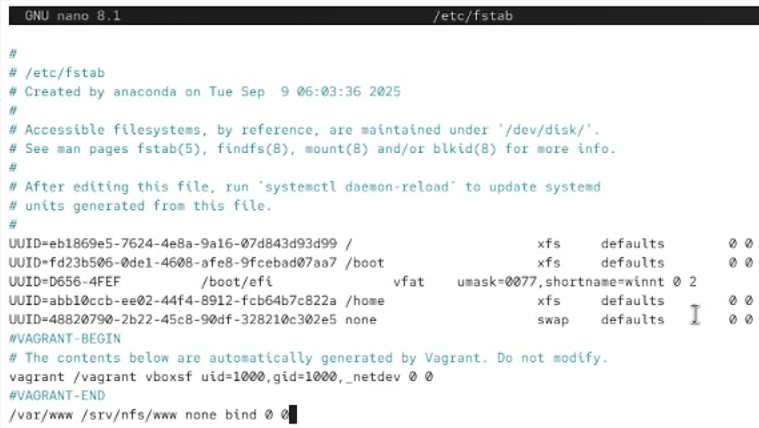 GNU nano 8.1 /etc/fstab
#
# /etc/fstab
# Created by anaconda on Tue Sep  9 06:03:36 2025
#
# Accessible filesystems, by reference, are maintained under '/dev/disk/'.
# See man pages fstab(5), findfs(8), mount(8) and/or blkid(8) for more info.
#
# After editing this file, run 'systemctl daemon-reload' to update systemd
# units generated from this file.
#
UUID=eb1869e5-7624-4e8a-9a16-07d843d93d99 / xfs defaults 0 0
UUID=fd23b506-0de1-4608-afe8-9fcebad07aa7 /boot xfs defaults 0 0
UUID=D656-4FEF /boot/efi vfat umask=0077,shortname=winnt 0 2
UUID=abb10ccb-ee02-44f4-8912-fcb64b7c822a /home xfs defaults 0 0
UUID=48820790-2b22-45c8-90df-328210c302e5 none swap defaults 0 0
#VAGRANT-BEGIN
# The contents below are automatically generated by Vagrant. Do not modify.
vagrant /vagrant vboxsf uid=1000,gid=1000,_netdev 0 0
#VAGRANT-END
/var/www /srv/nfs/www none bind 0 0